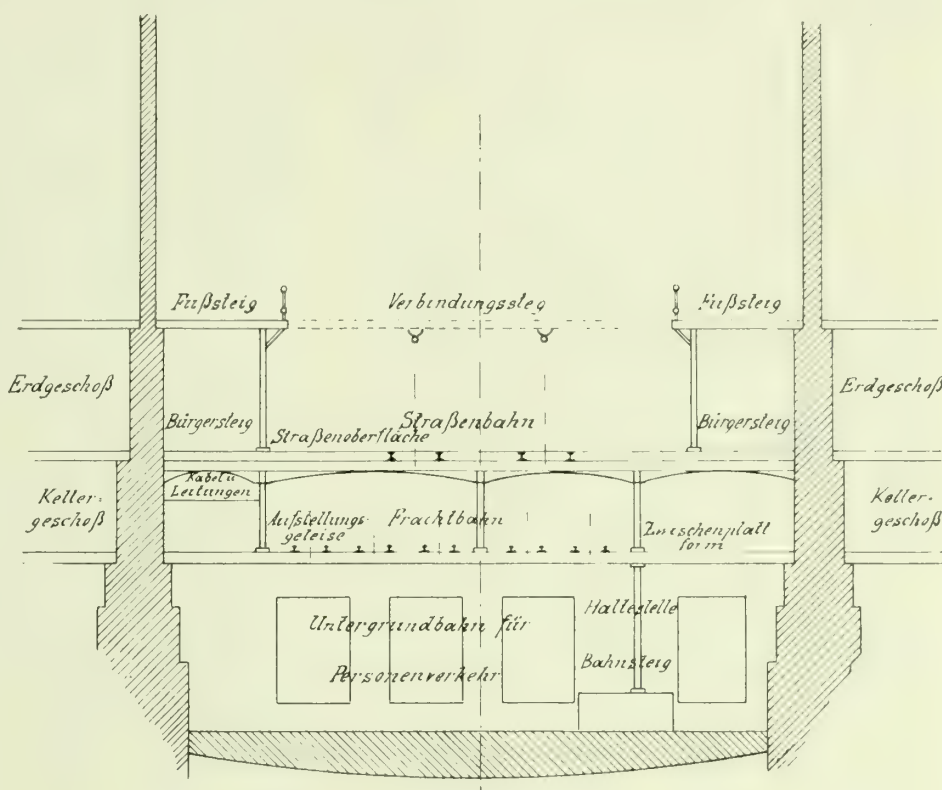 Fußsteig
Verbindungssteg
Fußsteig
Erdgeschoß
Erdgeschoß
Bürgersteig
Straßenbahn
Bürgersteig
Straßenoberfläche
Kabel u.
Leitungen
Keller-
geschoß
Aufstellungs-
geleise
Frachtbahn
Zwischenplatt
form
Keller-
geschoß
Untergrundbahn für
Personenverkehr
Haltestelle
Bahnsteig